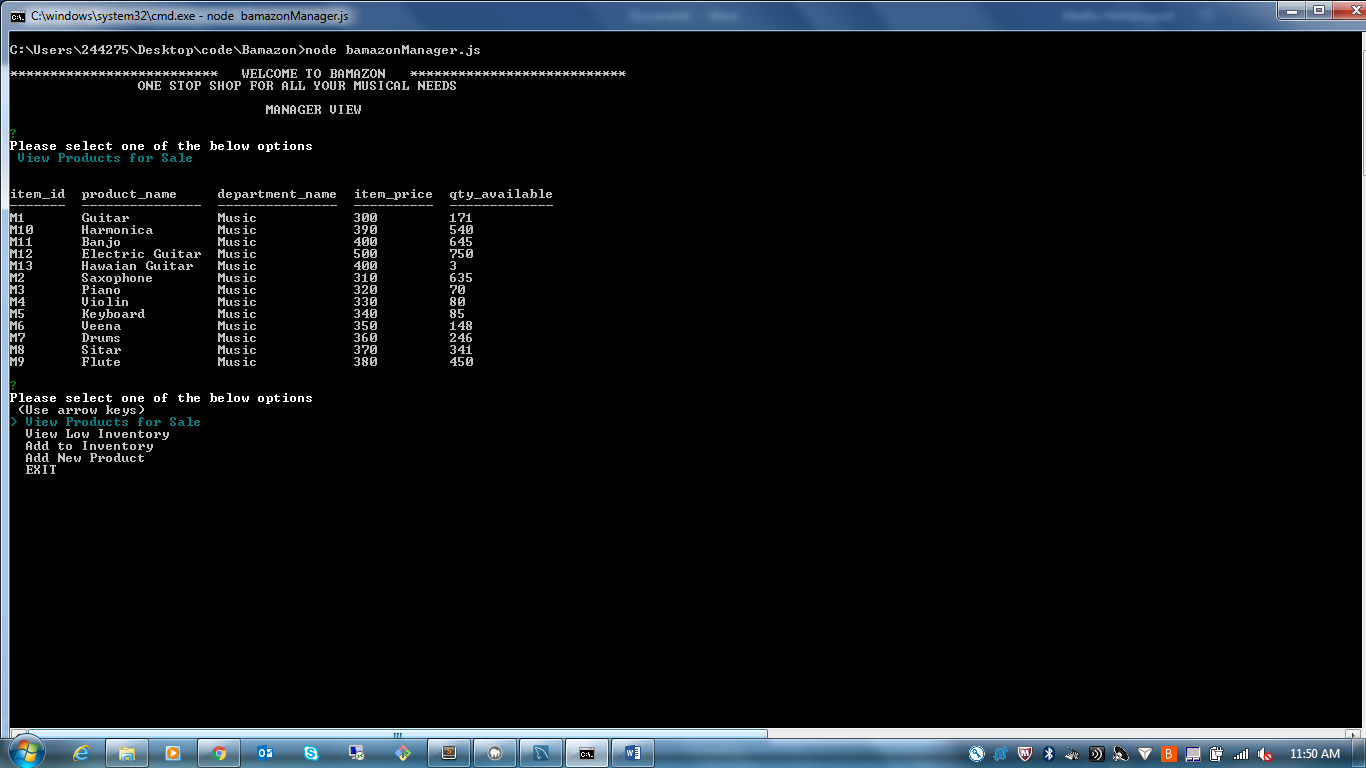 C:\windows\system32\cmd.exe - node  bamazonManager.js
C:\Users\244275\Desktop\code\Bamazon>node bamazonManager.js
**************************   WELCOME TO BAMAZON   ***************************
ONE STOP SHOP FOR ALL YOUR MUSICAL NEEDS
MANAGER VIEW
?
Please select one of the below options
View Products for Sale
item_id  product_name     department_name  item_price  qty_available
-------  ---------------  ---------------  ----------  -------------
M1       Guitar           Music            300         171
M10      Harmonica        Music            390         540
M11      Banjo            Music            400         645
M12      Electric Guitar  Music            500         750
M13      Hawaian Guitar   Music            400         3
M2       Saxophone        Music            310         635
M3       Piano            Music            320         70
M4       Violin           Music            330         80
M5       Keyboard         Music            340         85
M6       Veena            Music            350         148
M7       Drums            Music            360         246
M8       Sitar            Music            370         341
M9       Flute            Music            380         450
?
Please select one of the below options
(Use arrow keys)
> View Products for Sale
View Low Inventory
Add to Inventory
Add New Product
EXIT
11:50 AM